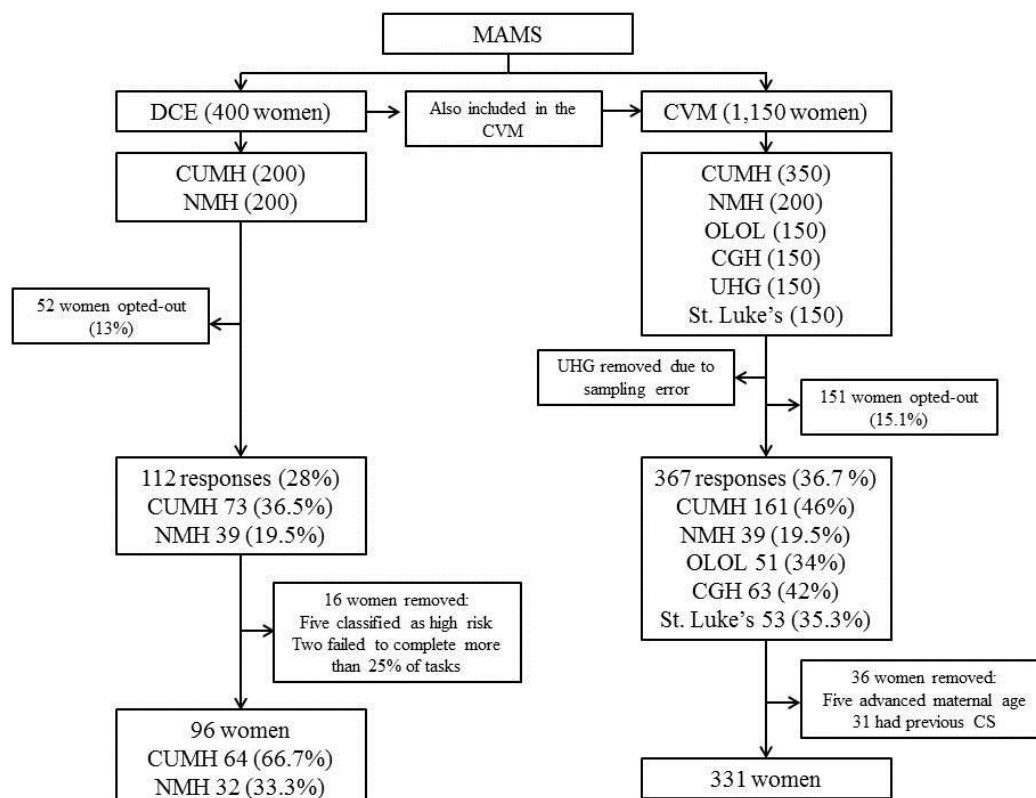 MAMS
DCE (400 women)
Also included in the
CVM
CVM (1,150 women)
CUMH (200)
NMH (200)
CUMH (350)
NMH (200)
OLOL (150)
CGH (150)
UHG (150)
St. Luke's (150)
52 women opted-out
(13%)
UHG removed due to
sampling error
151 women opted-out
(15.1%)
112 responses (28%)
CUMH 73 (36.5%)
NMH 39 (19.5%)
367 responses (36.7 %)
CUMH 161 (46%)
NMH 39 (19.5%)
OLOL 51 (34%)
CGH 63 (42%)
St. Luke's 53 (35.3%)
16 women removed:
Five classified as high risk
Two failed to complete more
than 25% of tasks
36 women removed:
Five advanced maternal age
31 had previous CS
96 women
CUMH 64 (66.7%)
NMH 32 (33.3%)
331 women